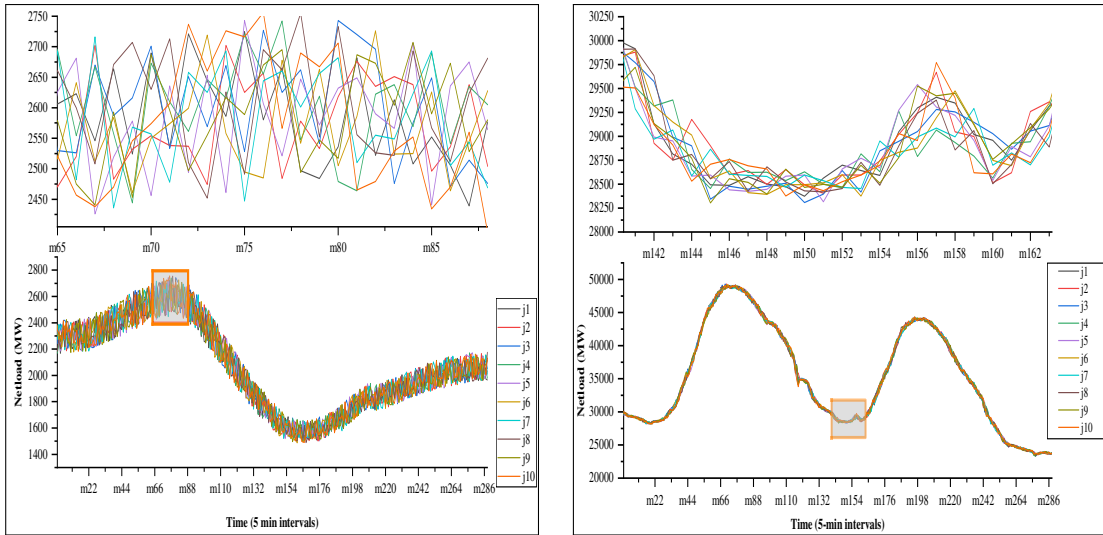 2750
2700
2650
2600
2550
2500
2450
m65 m70 m75 m80 m85
2800
2600
2400
2200
2000
1800
1600
1400
Netload (MW)
m22 m44 m66 m88 m110 m132 m154 m176 m198 m220 m242 m264 m286
Time (5 min intervals)
j1
j2
j3
j4
j5
j6
j7
j8
j9
j10
30250
30000
29750
29500
29250
29000
28750
28500
28250
28000
m142 m144 m146 m148 m150 m152 m154 m156 m158 m160 m162
50000
45000
40000
35000
30000
25000
20000
Netload (MW)
m22 m44 m66 m88 m110 m132 m154 m176 m198 m220 m242 m264 m286
Time (5-min intervals)
j1
j2
j3
j4
j5
j6
j7
j8
j9
j10